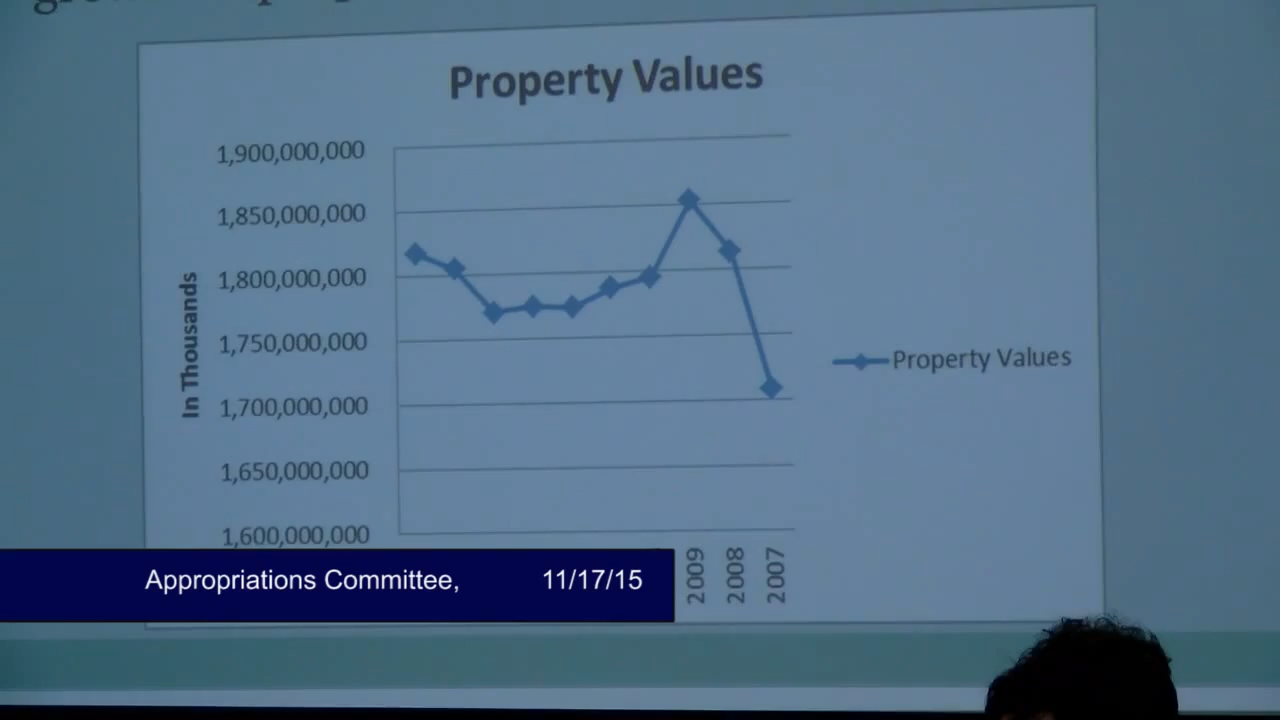 Property Values
1,900,000,000
1,850,000,000
1,800,000,000
1,750,000,000
1,700,000,000
1,650,000,000
1,600,000,000
In Thousands
Property Values
2009
2008
2007
Appropriations Committee, 11/17/15